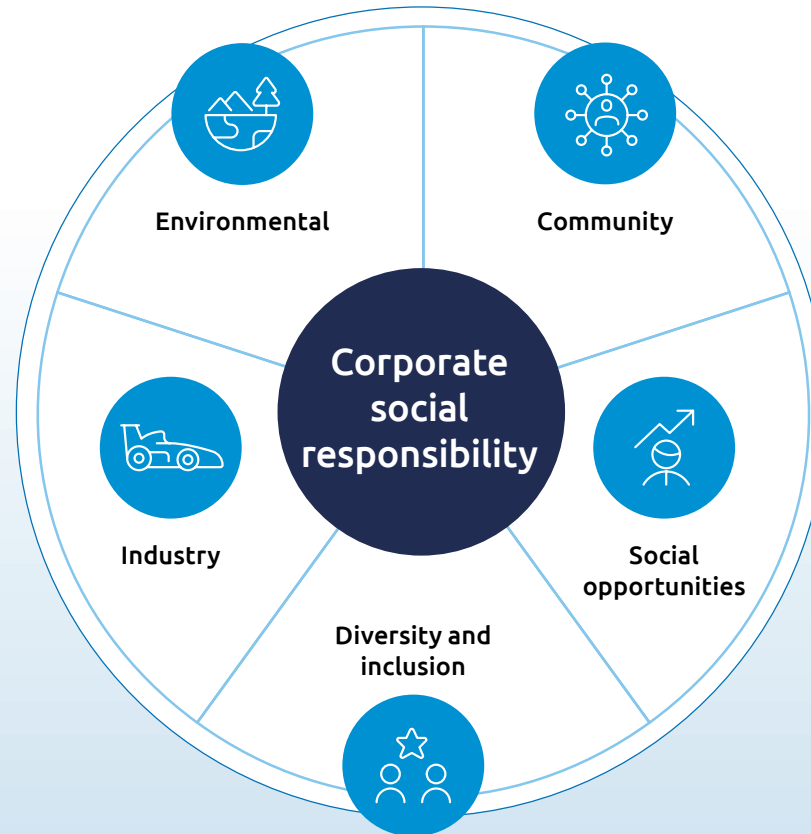 Environmental
Community
Corporate
social
responsibility
Industry
Social
opportunities
Diversity and
inclusion